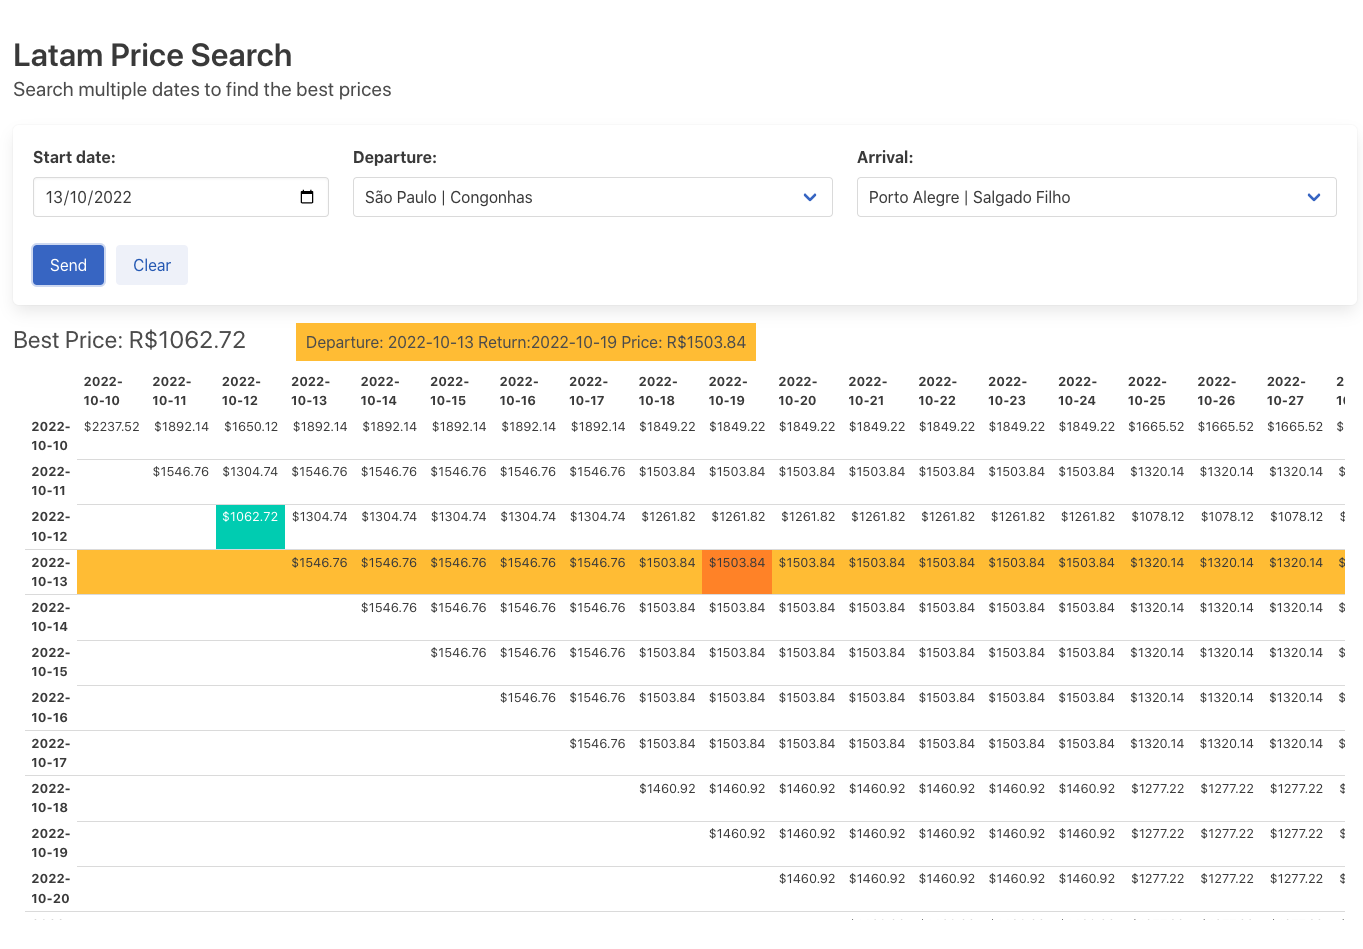 Latam Price Search
Search multiple dates to find the best prices
Start date: Departure: Arrival:
13/10/2022 São Paulo | Congonhas Porto Alegre | Salgado Filho
Send Clear
Best Price: R$1062.72 Departure: 2022-10-13 Return:2022-10-19 Price: R$1503.84
2022- 2022- 2022- 2022- 2022- 2022- 2022- 2022- 2022- 2022- 2022- 2022- 2022- 2022- 2022- 2022- 2022- 2022- 2
10-10 10-11 10-12 10-13 10-14 10-15 10-16 10-17 10-18 10-19 10-20 10-21 10-22 10-23 10-24 10-25 10-26 10-27 1
2022- $2237.52 $1892.14 $1650.12 $1892.14 $1892.14 $1892.14 $1892.14 $1892.14 $1849.22 $1849.22 $1849.22 $1849.22 $1849.22 $1849.22 $1849.22 $1665.52 $1665.52 $1665.52 $
10-10
2022- $1546.76 $1304.74 $1546.76 $1546.76 $1546.76 $1546.76 $1546.76 $1503.84 $1503.84 $1503.84 $1503.84 $1503.84 $1503.84 $1503.84 $1320.14 $1320.14 $1320.14 $
10-11
2022- $1062.72 $1304.74 $1304.74 $1304.74 $1304.74 $1304.74 $1261.82 $1261.82 $1261.82 $1261.82 $1261.82 $1261.82 $1261.82 $1078.12 $1078.12 $1078.12 $
10-12
2022- $1546.76 $1546.76 $1546.76 $1546.76 $1546.76 $1503.84 $1503.84 $1503.84 $1503.84 $1503.84 $1503.84 $1503.84 $1320.14 $1320.14 $1320.14 $
10-13
2022- $1546.76 $1546.76 $1546.76 $1546.76 $1503.84 $1503.84 $1503.84 $1503.84 $1503.84 $1503.84 $1503.84 $1320.14 $1320.14 $1320.14 $
10-14
2022- $1546.76 $1546.76 $1546.76 $1503.84 $1503.84 $1503.84 $1503.84 $1503.84 $1503.84 $1503.84 $1320.14 $1320.14 $1320.14 $
10-15
2022- $1546.76 $1546.76 $1503.84 $1503.84 $1503.84 $1503.84 $1503.84 $1503.84 $1503.84 $1320.14 $1320.14 $1320.14 $
10-16
2022- $1546.76 $1503.84 $1503.84 $1503.84 $1503.84 $1503.84 $1503.84 $1503.84 $1320.14 $1320.14 $1320.14 $
10-17
2022- $1460.92 $1460.92 $1460.92 $1460.92 $1460.92 $1460.92 $1460.92 $1277.22 $1277.22 $1277.22 $
10-18
2022- $1460.92 $1460.92 $1460.92 $1460.92 $1460.92 $1460.92 $1277.22 $1277.22 $1277.22 $
10-19
2022- $1460.92 $1460.92 $1460.92 $1460.92 $1460.92 $1277.22 $1277.22 $1277.22 $
10-20